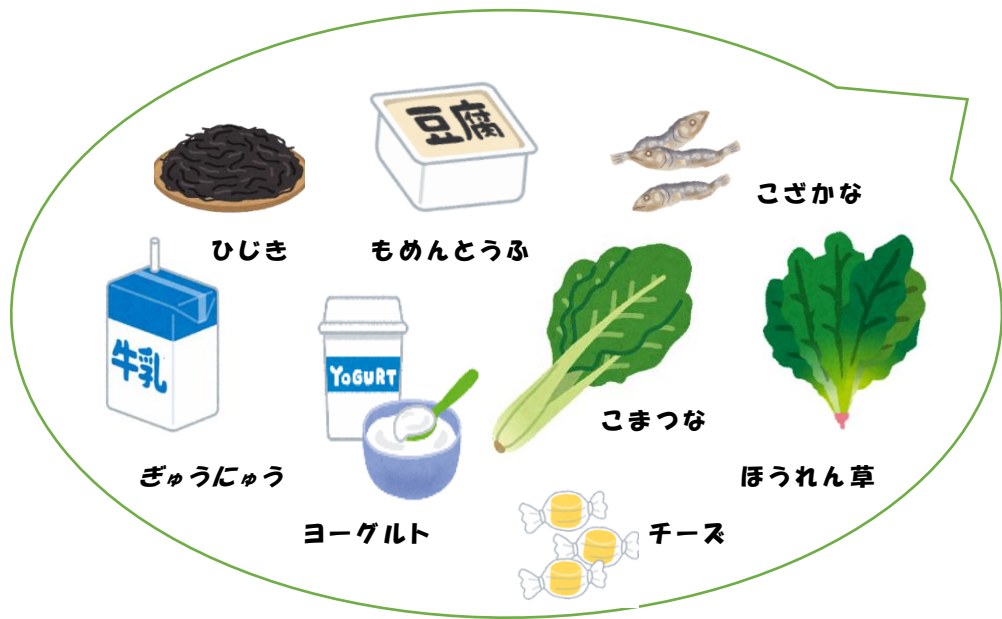 豆腐
こざかな
ひじき
もめんとうふ
牛乳
YOGURT
こまつな
ぎゅうにゅう
ほうれん草
ヨーグルト
チーズ